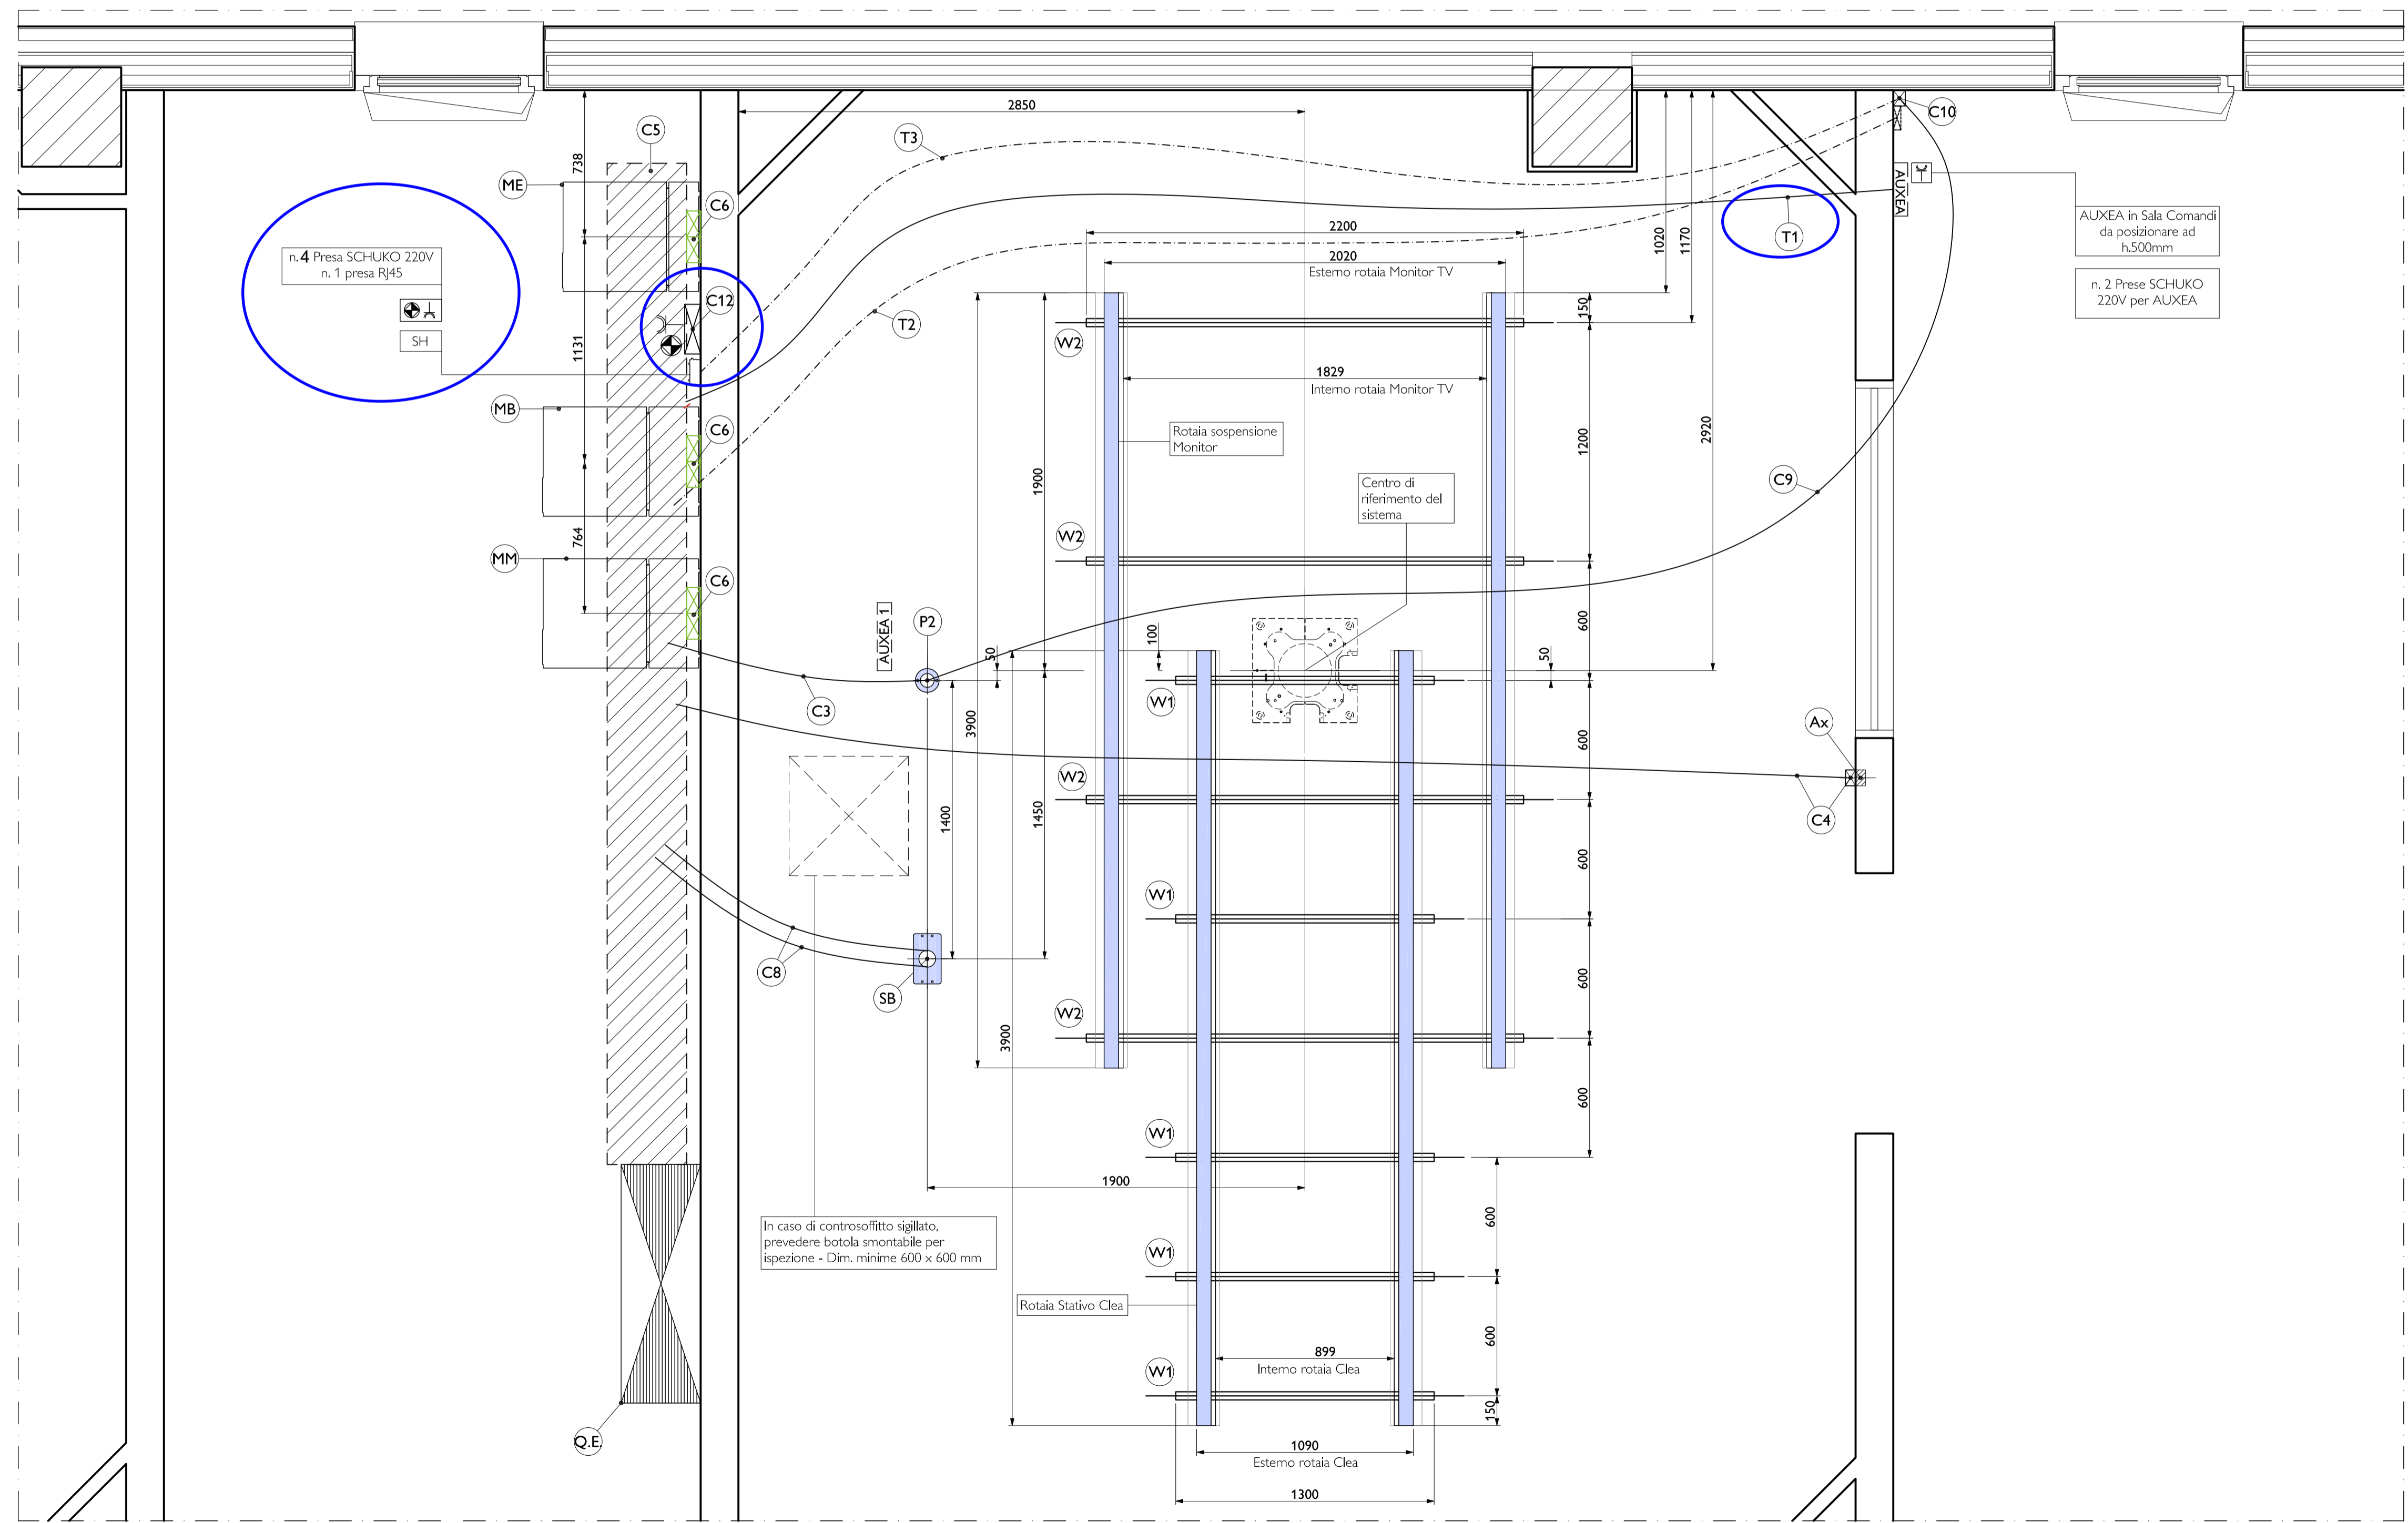 2850
C5
T3
C10
738
ME
C6
AUXEA
AUXEA in Sala Comandi
da posizionare ad
h.500mm
n. 2 Prese SCHUKO
220V per AUXEA
T1
2200
1020
1170
n.4 Presa SCHUKO 220V
n. 1 presa RJ45
SH
C12
2020
Esterno rotaia Monitor TV
T2
150
W2
1131
1829
Interno rotaia Monitor TV
MB
C6
Rotaia sospensione
Monitor
1200
2920
1900
C9
Centro di
riferimento del
sistema
764
W2
MM
C6
AUXEA 1
P2
100
50
600
50
W1
C3
Ax
3900
600
W2
1450
1400
C4
W1
600
C8
SB
W2
3900
600
600
W1
1900
600
In caso di controsoffitto sigillato,
prevedere botola smontabile per
ispezione - Dim. minime 600 x 600 mm
W1
Rotaia Stativo Clea
600
899
Interno rotaia Clea
W1
150
Q.E.
1090
Esterno rotaia Clea
1300